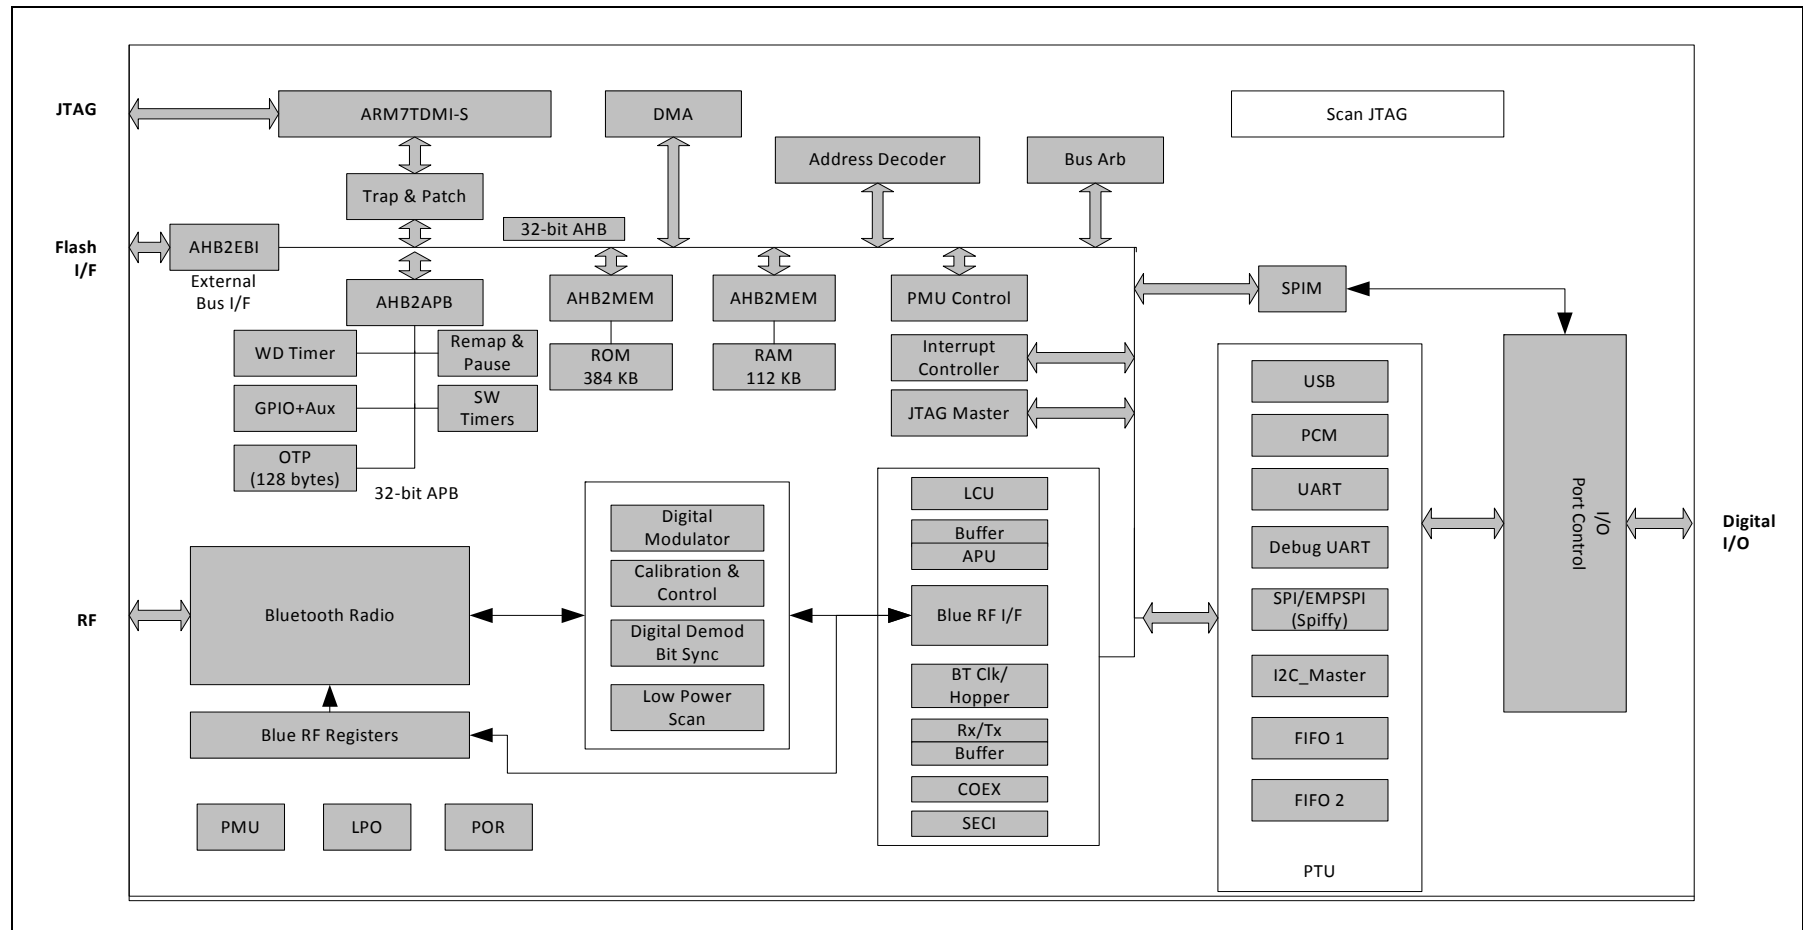 JTAG
ARM7TDMI-S
DMA
Scan JTAG
Address Decoder
Bus Arb
Trap & Patch
32-bit AHB
Flash
I/F
AHB2EBI
External
Bus I/F
AHB2APB
AHB2MEM
AHB2MEM
PMU Control
SPIM
WD Timer
Remap &
Pause
ROM
384 KB
RAM
112 KB
Interrupt
Controller
GPIO+Aux
SW
Timers
JTAG Master
OTP
(128 bytes)
32-bit APB
USB
PCM
UART
Debug UART
SPI/EMPSPI
(Spiffy)
I2C_Master
FIFO 1
FIFO 2
PTU
I/O
Port Control
Digital
I/O
LCU
Buffer
APU
Blue RF I/F
BT Clk/
Hopper
Rx/Tx
Buffer
COEX
SECI
Digital
Modulator
Calibration &
Control
Digital Demod
Bit Sync
Low Power
Scan
RF
Bluetooth Radio
Blue RF Registers
PMU
LPO
POR